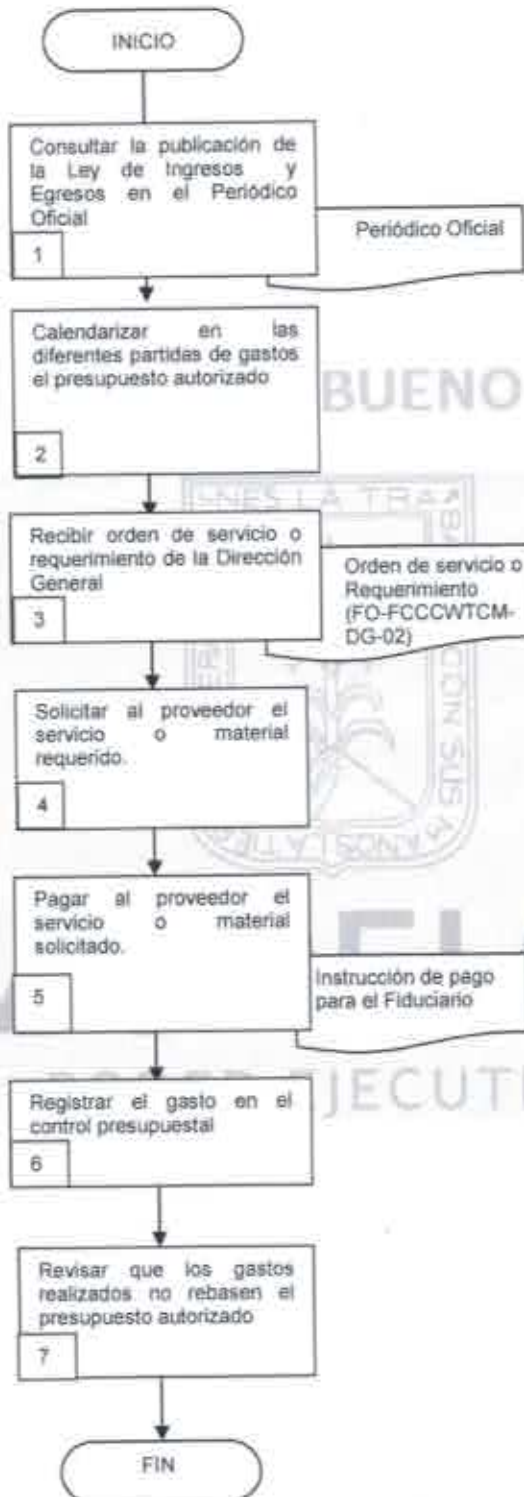 INICIO
Consultar la publicación de
la Ley de Ingresos y
Egresos en el Periódico
Oficial
1
Periódico Oficial
Calendarizar en las
diferentes partidas de gastos
el presupuesto autorizado
2
BUENO
Recibir orden de servicio o
requerimiento de la Dirección
General
3
Orden de servicio o
Requerimiento
(FO-FCCCWTCM-
DG-02)
Solicitar al proveedor el
servicio o material
requerido.
4
Pagar al proveedor el
servicio o material
solicitado.
5
Instrucción de pago
para el Fiduciario
Registrar el gasto en el
control presupuestal
6
Revisar que los gastos
realizados no rebasen el
presupuesto autorizado
7
FIN